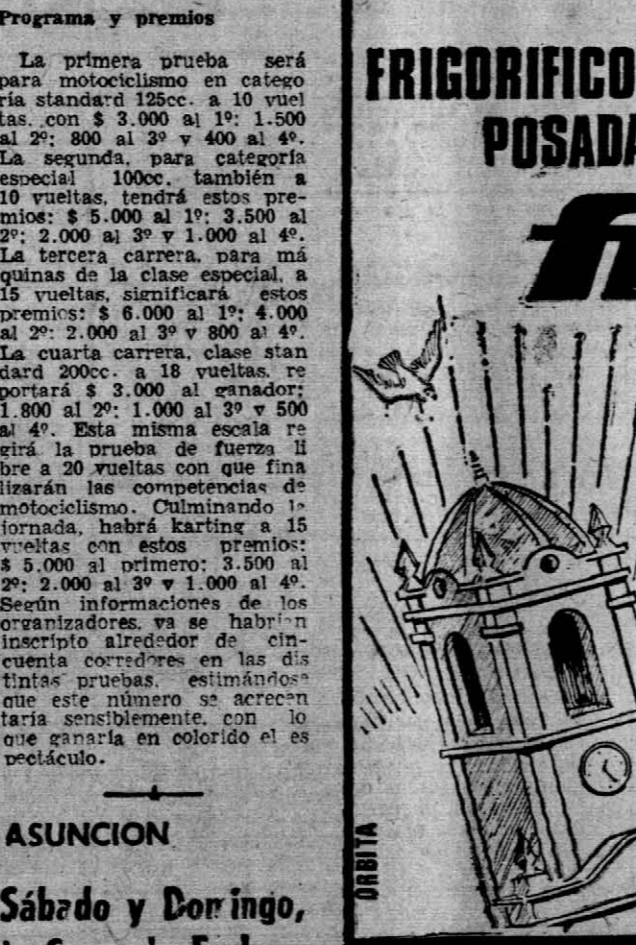 Programa y premios
La primera prueba será
para motociclismo en catego
ría standard 125cc. a 10 vuel
tas. con $ 3.000 al 1º: 1.500
al 2º: 800 al 3º y 400 al 4º.
La segunda, para categoría
especial 100cc. también a
10 vueltas, tendrá estos pre-
mios: $ 5.000 al 1º: 3.500 al
2º: 2.000 al 3º y 1.000 al 4º.
La tercera carrera, para má
quinas de la clase especial, a
15 vueltas, significará estos
premios: $ 6.000 al 1º; 4.000
al 2º: 2.000 al 3º y 800 al 4º.
La cuarta carrera, clase stan
dard 200cc. a 18 vueltas. re
portará $ 3.000 al ganador;
1.800 al 2º: 1.000 al 3º y 500
al 4º. Esta misma escala re
girá la prueba de fuerza li
bre a 20 vueltas con que fina
lizarán las competencias de
motociclismo. Culminando la
jornada, habrá karting a 15
vueltas con estos premios:
$ 5.000 al primero: 3.500 al
2º: 2.000 al 3º y 1.000 al 4º.
Según informaciones de los
organizadores, ya se habrían
inscripto alrededor de cin-
cuenta corredores en las dis
tintas pruebas, estimándose
que este número se acrecen
taría sensiblemente, con lo
que ganaría en colorido el es
pectáculo.
ASUNCION
Sábado y Domingo,
FRIGORIFICO
POSADA
ORBITA